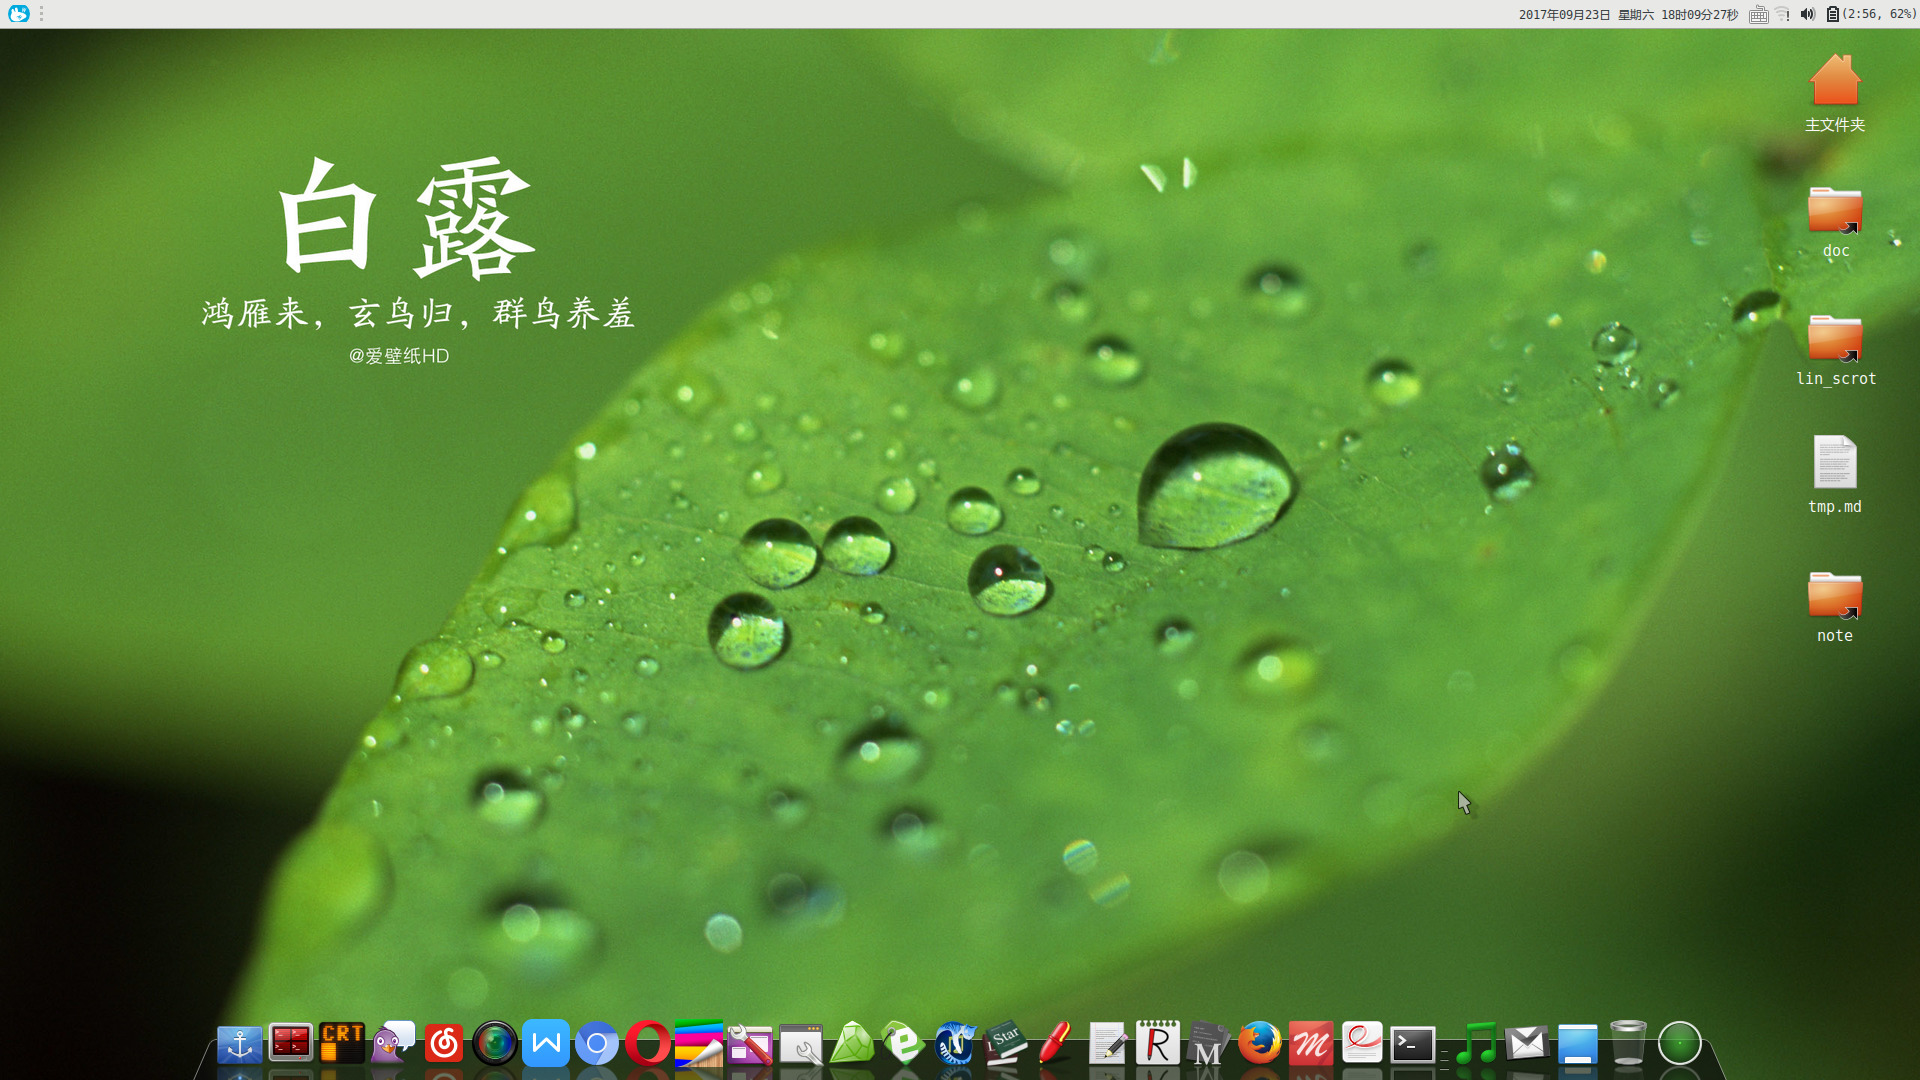 2017年09月23日 星期六 18时09分27秒
(2:56, 62%)
主文件夹
doc
lin_scrot
tmp.md
note
白露
鸿雁来，玄鸟归，群鸟养羞
@爱壁纸HD
CRT
Star
R
M